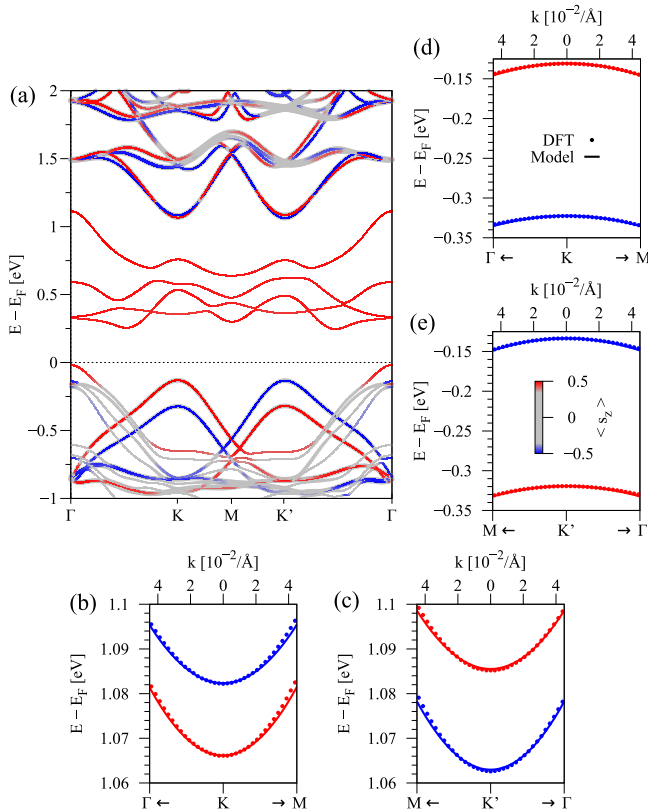 (a)
E − E_F [eV]
2
1.5
1
0.5
0
−0.5
−1
Γ K M K' Γ
(d)
k [10⁻²/Å]
4 2 0 2 4
E − E_F [eV]
−0.15
−0.2
−0.25
−0.3
−0.35
DFT
Model
Γ ← K → M
(e)
k [10⁻²/Å]
4 2 0 2 4
E − E_F [eV]
−0.15
−0.2
−0.25
−0.3
−0.35
0.5
0
−0.5
< s_z >
M ← K' → Γ
(b)
k [10⁻²/Å]
4 2 0 2 4
E − E_F [eV]
1.1
1.09
1.08
1.07
1.06
Γ ← K → M
(c)
k [10⁻²/Å]
4 2 0 2 4
E − E_F [eV]
1.1
1.09
1.08
1.07
1.06
M ← K' → Γ